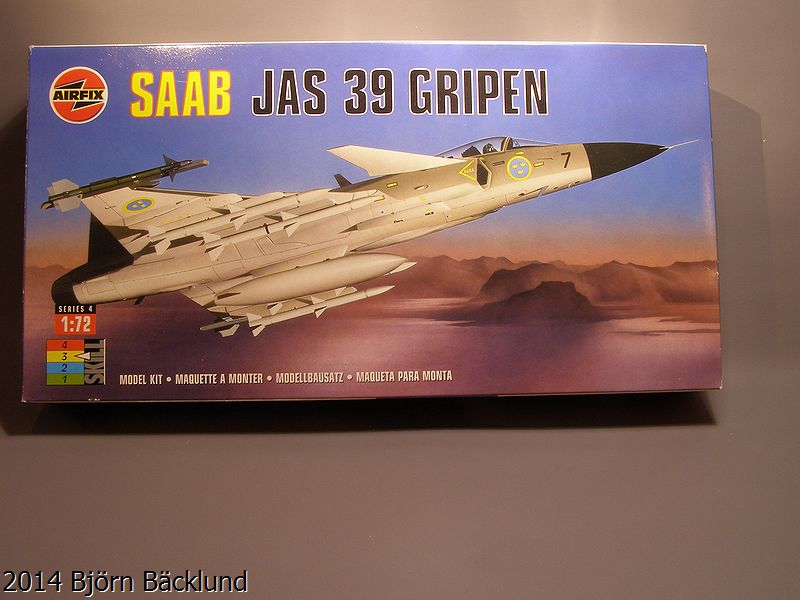 AIRFIX
SAAB JAS 39 GRIPEN
7
SERIES 4
1:72
4
3
2
1
SKILL
MODEL KIT • MAQUETTE A MONTER • MODELLBAUSATZ • MAQUETA PARA MONTA
2014 Björn Bäcklund